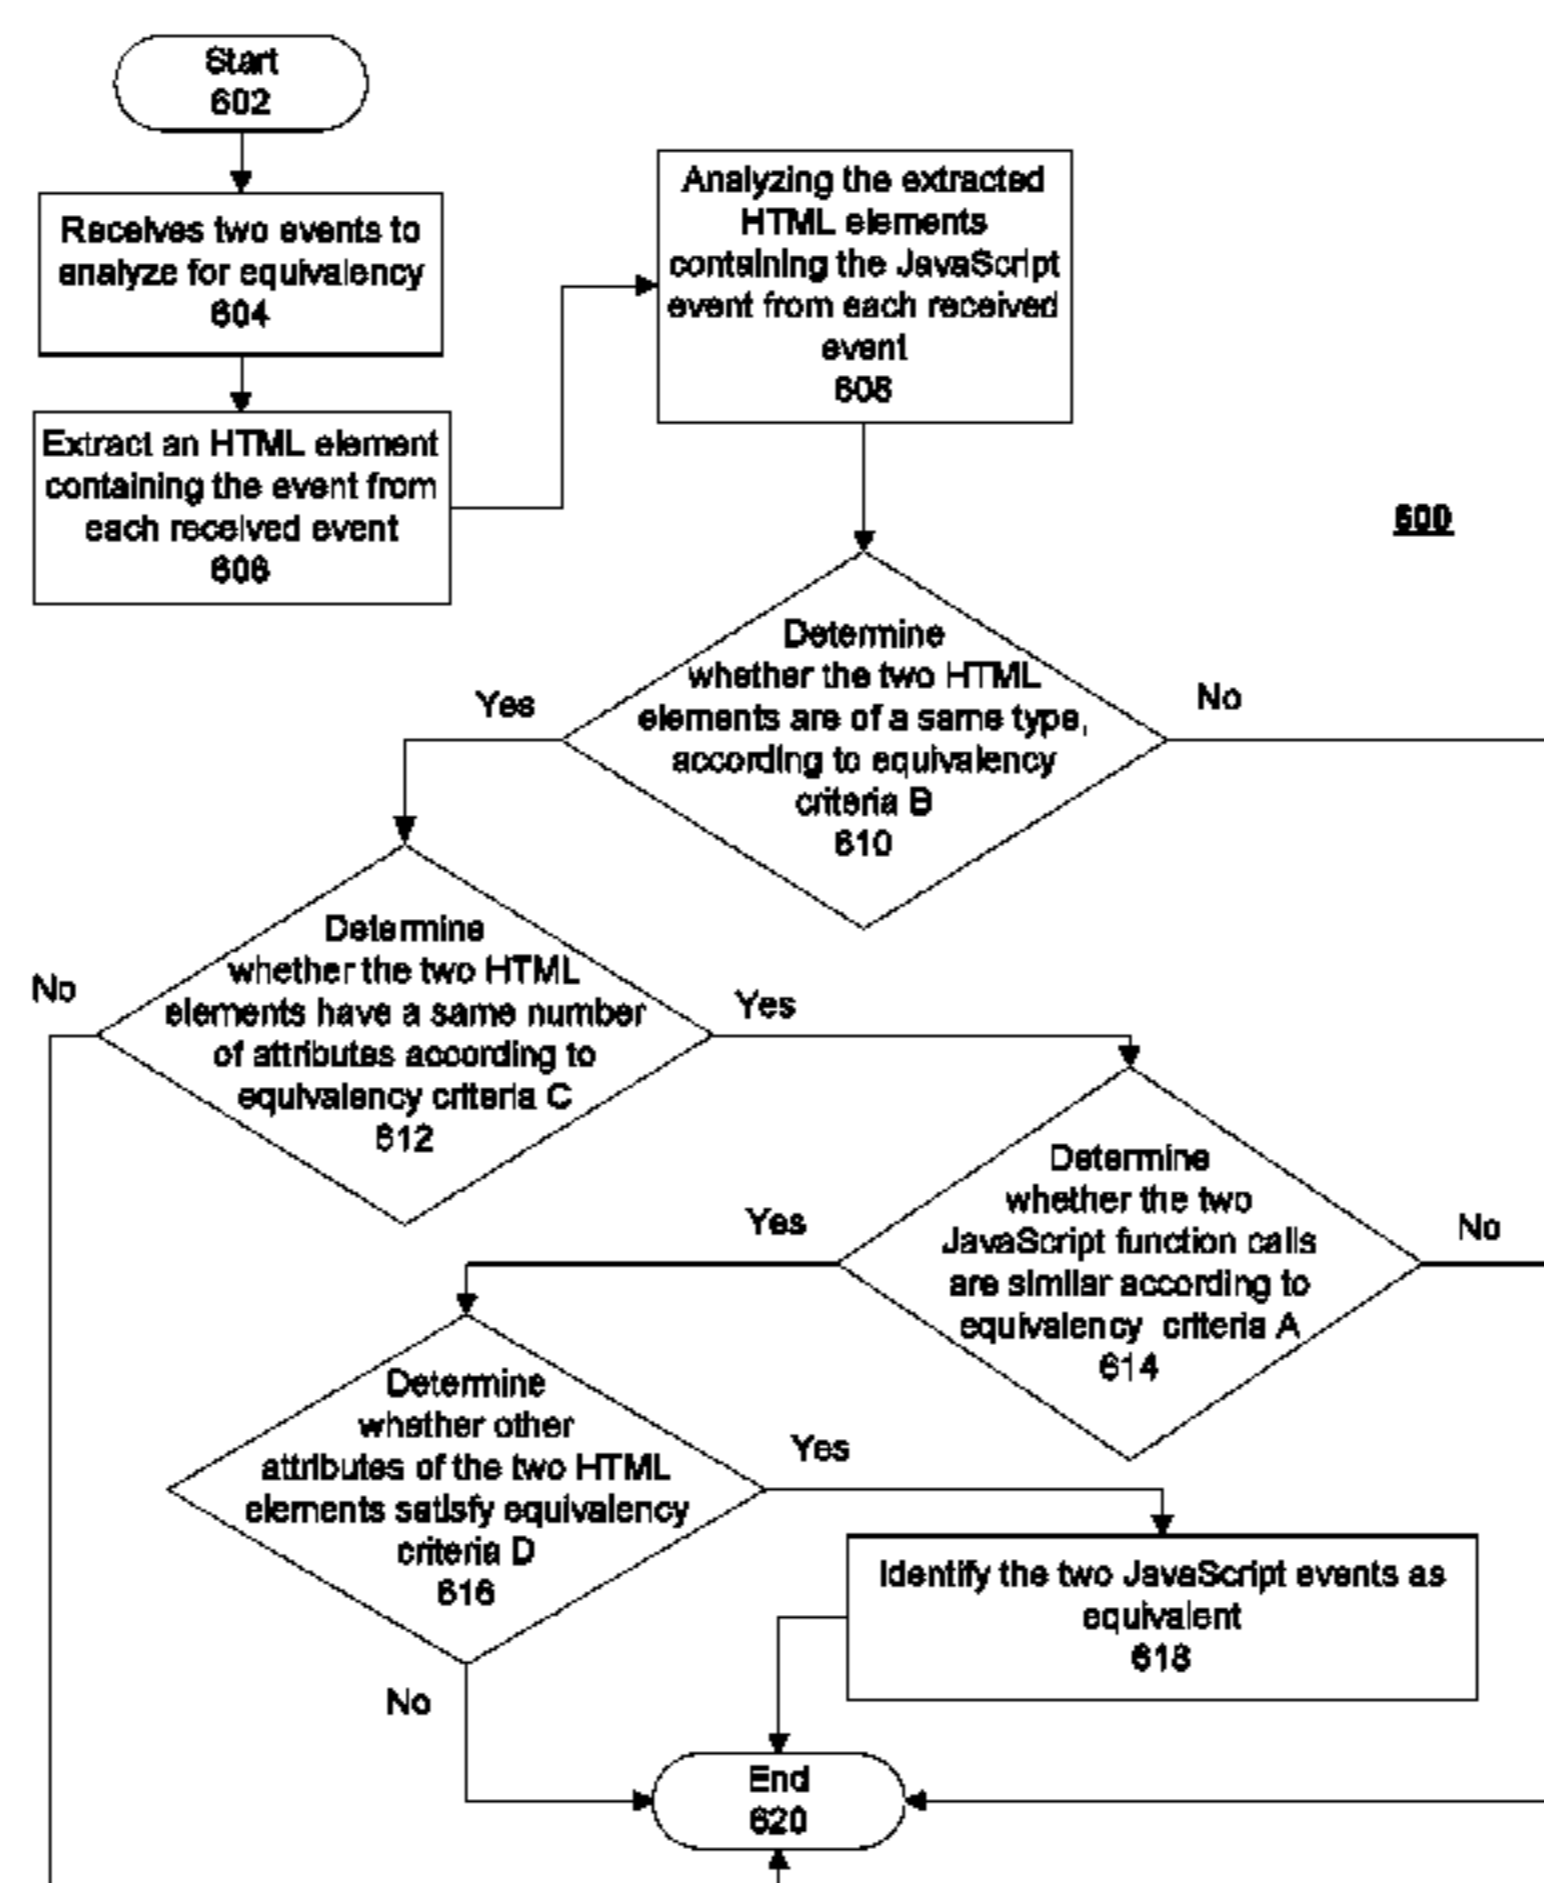 Start
602
Receives two events to
analyze for equivalency
604
Extract an HTML element
containing the event from
each received event
606
Analyzing the extracted
HTML elements
containing the JavaScript
event from each received
event
608
600
Determine
whether the two HTML
elements are of a same type,
according to equivalency
criteria B
610
Yes
No
Determine
whether the two HTML
elements have a same number
of attributes according to
equivalency criteria C
612
No
Yes
Determine
whether the two
JavaScript function calls
are similar according to
equivalency criteria A
614
Yes
No
Determine
whether other
attributes of the two HTML
elements satisfy equivalency
criteria D
616
Yes
No
Identify the two JavaScript events as
equivalent
618
End
620